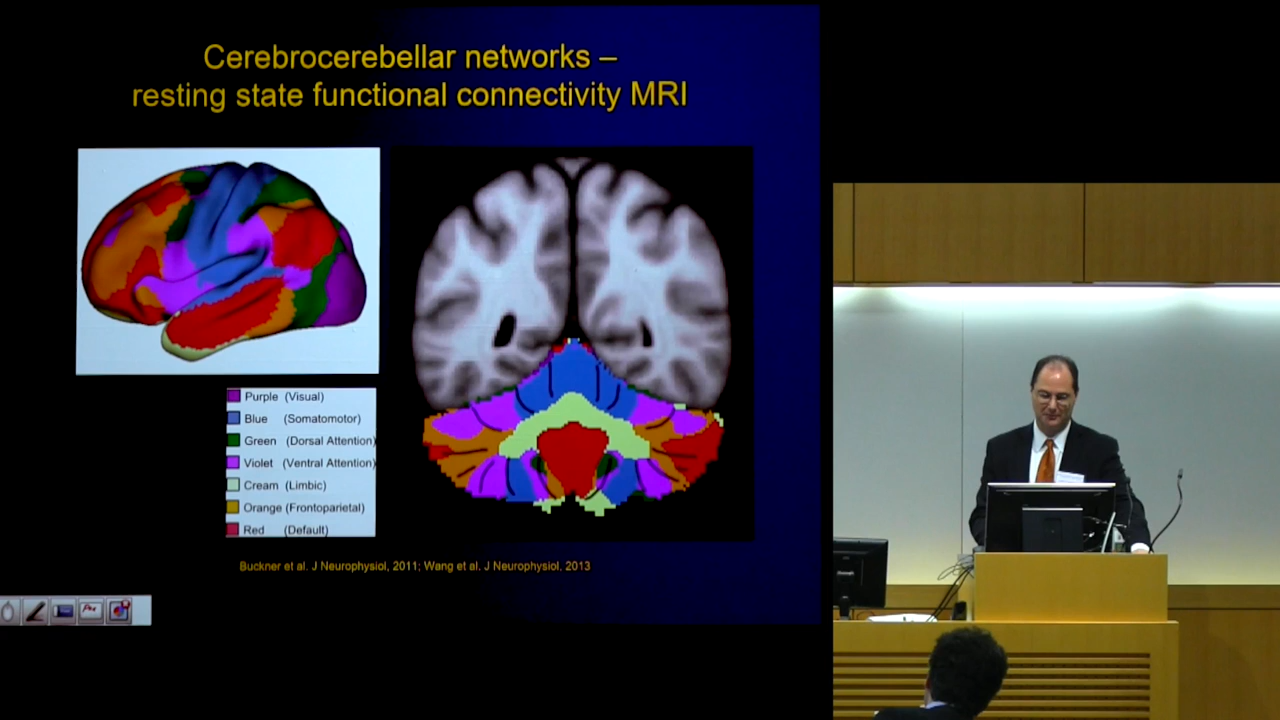 Cerebrocerebellar networks –
resting state functional connectivity MRI
Purple (Visual)
Blue (Somatomotor)
Green (Dorsal Attention)
Violet (Ventral Attention)
Cream (Limbic)
Orange (Frontoparietal)
Red (Default)
Buckner et al. J Neurophysiol, 2011; Wang et al. J Neurophysiol, 2013